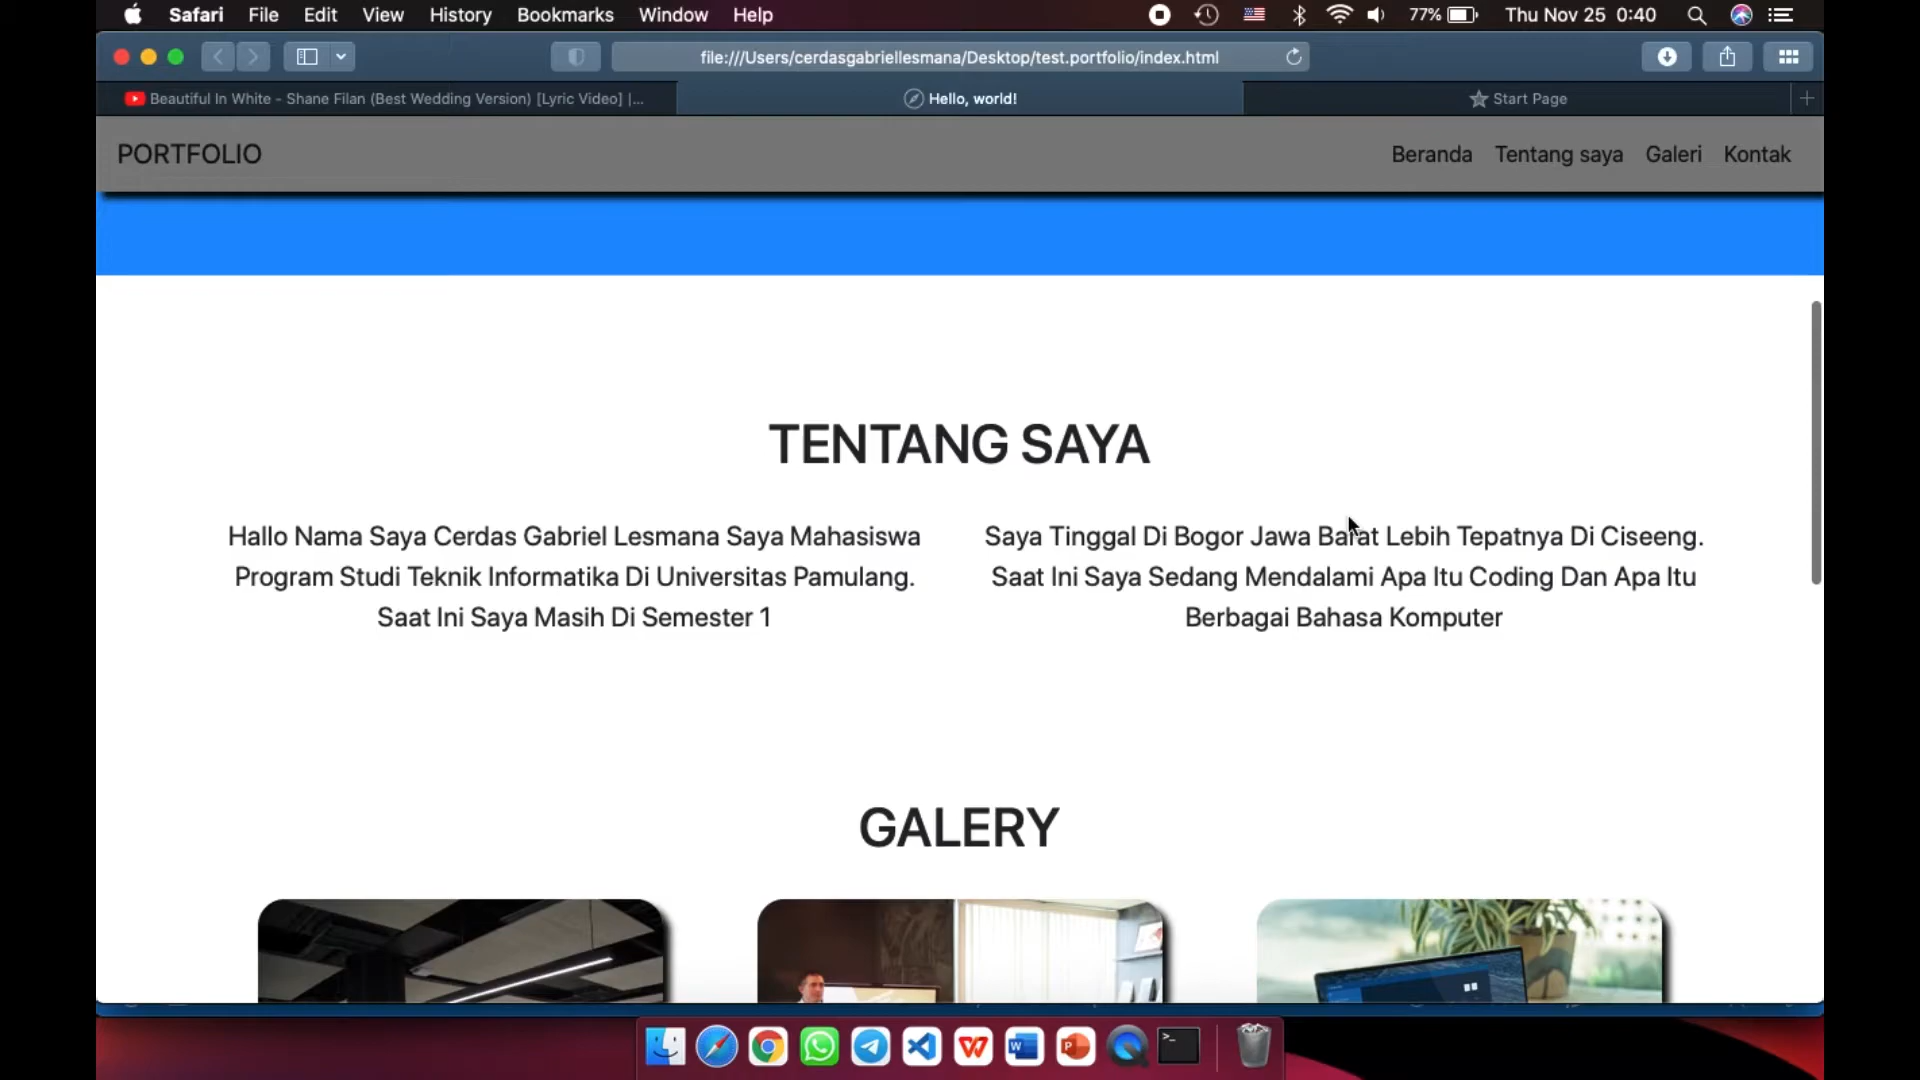 Safari File Edit View History Bookmarks Window Help 77% Thu Nov 25 0:40
file:///Users/cerdasgabriellesmana/Desktop/test.portfolio/index.html
Beautiful In White - Shane Filan (Best Wedding Version) [Lyric Video] |... Hello, world! Start Page
PORTFOLIO Beranda Tentang saya Galeri Kontak
TENTANG SAYA
Hallo Nama Saya Cerdas Gabriel Lesmana Saya Mahasiswa
Program Studi Teknik Informatika Di Universitas Pamulang.
Saat Ini Saya Masih Di Semester 1
Saya Tinggal Di Bogor Jawa Barat Lebih Tepatnya Di Ciseeng.
Saat Ini Saya Sedang Mendalami Apa Itu Coding Dan Apa Itu
Berbagai Bahasa Komputer
GALERY